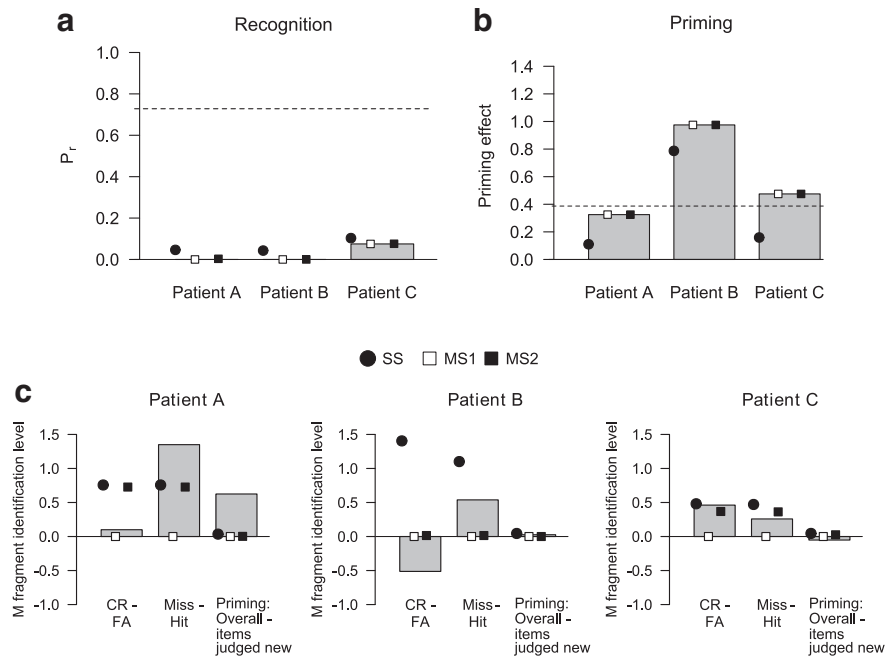 a
Recognition
1.0
0.8
0.6
0.4
0.2
0.0
Pr
Patient A Patient B Patient C
b
Priming
1.4
1.2
1.0
0.8
0.6
0.4
0.2
0.0
Priming effect
Patient A Patient B Patient C
SS MS1 MS2
c
Patient A
M fragment identification level
1.5
1.0
0.5
0.0
-0.5
-1.0
CR -
FA
Miss -
Hit
Priming:
Overall -
items
judged new
Patient B
M fragment identification level
1.5
1.0
0.5
0.0
-0.5
-1.0
CR -
FA
Miss -
Hit
Priming:
Overall -
items
judged new
Patient C
M fragment identification level
1.5
1.0
0.5
0.0
-0.5
-1.0
CR -
FA
Miss -
Hit
Priming:
Overall -
items
judged new